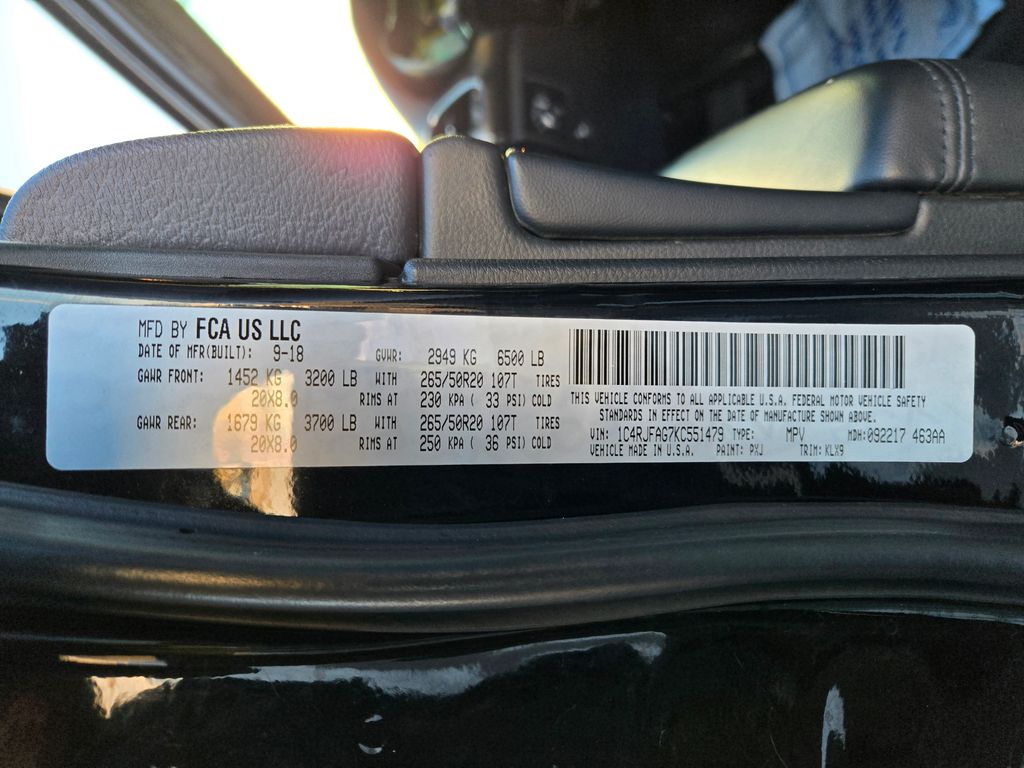 MFD BY FCA US LLC
DATE OF MFR(BUILT): 9-18 GVWR: 2949 KG 6500 LB
GAWR FRONT: 1452 KG 3200 LB WITH 265/50R20 107T TIRES
20X8.0 RIMS AT 230 KPA ( 33 PSI) COLD
GAWR REAR: 1679 KG 3700 LB WITH 265/50R20 107T TIRES
20X8.0 RIMS AT 250 KPA ( 36 PSI) COLD
THIS VEHICLE CONFORMS TO ALL APPLICABLE U.S.A. FEDERAL MOTOR VEHICLE SAFETY
STANDARDS IN EFFECT ON THE DATE OF MANUFACTURE SHOWN ABOVE.
VIN: 1C4RJFAG7KC551479 TYPE: MPV MDH:092217 463AA
VEHICLE MADE IN U.S.A. PAINT: PXJ TRIM: KLX9